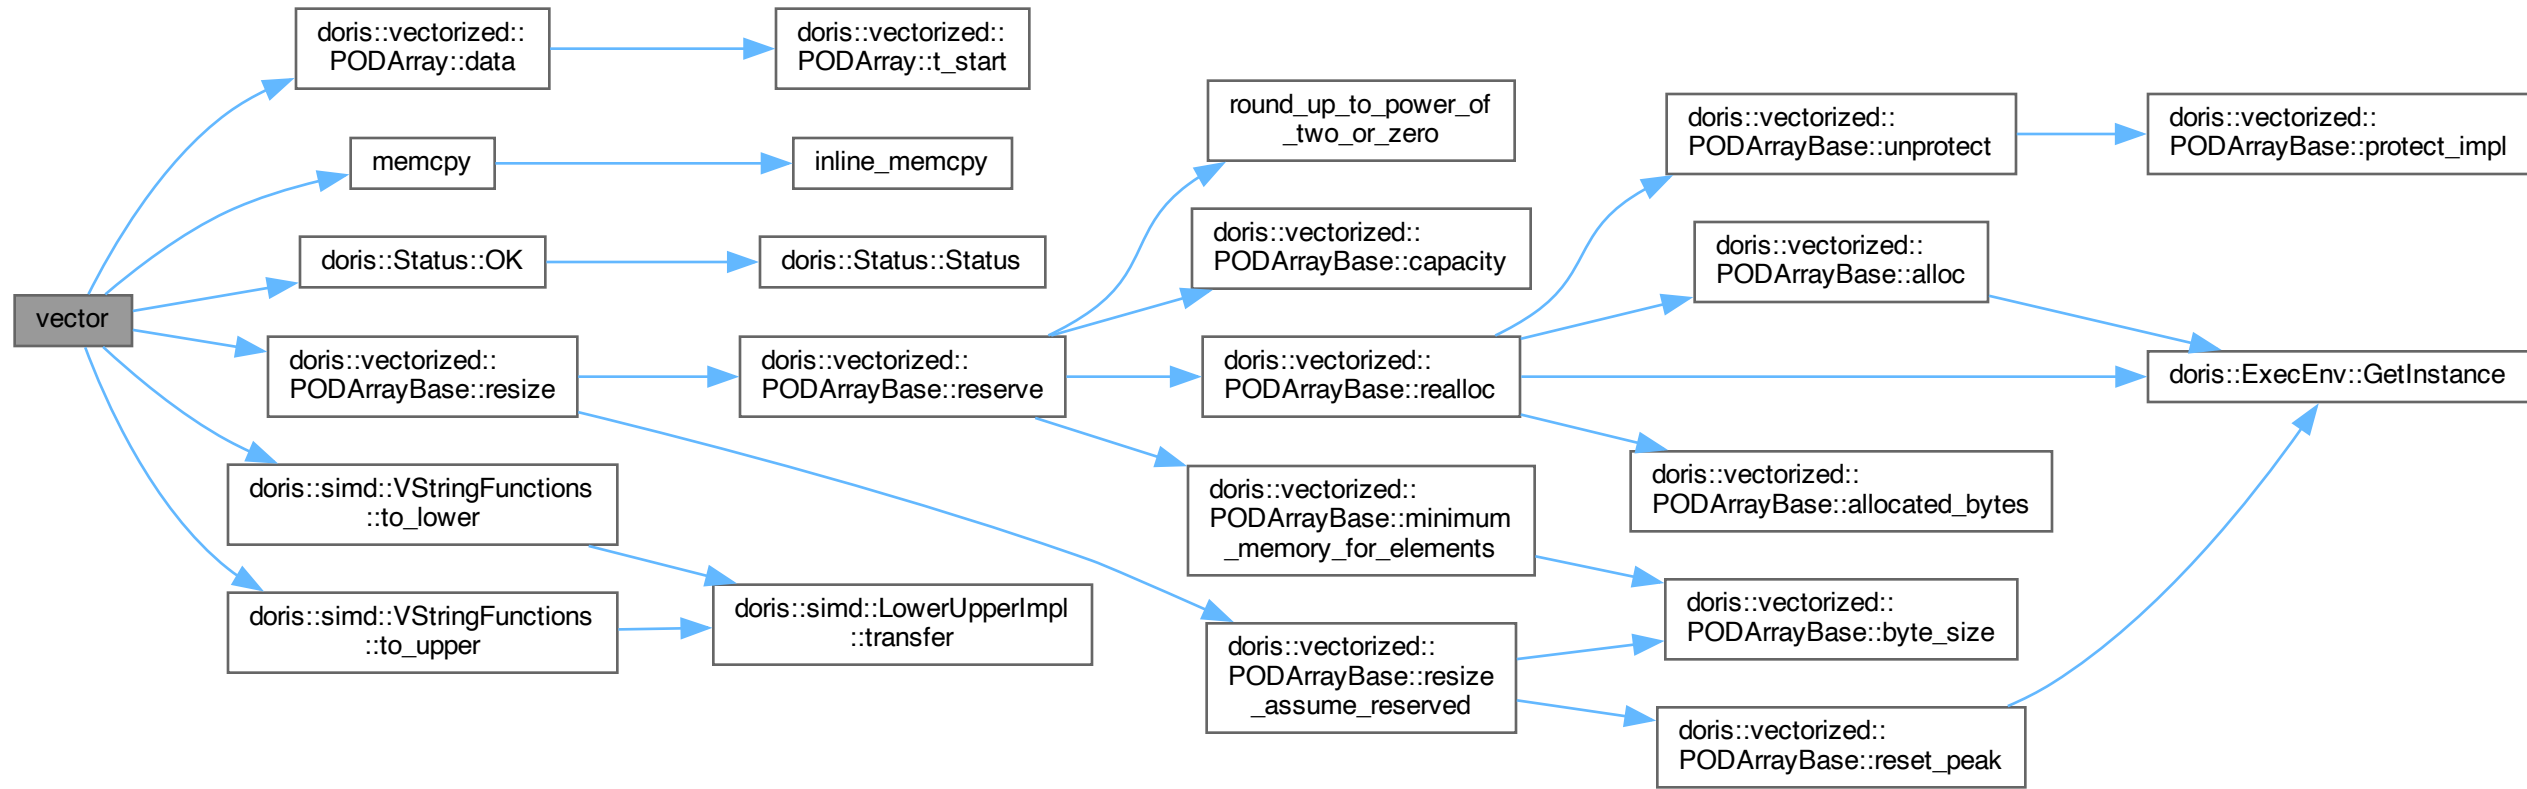 vector
doris::vectorized::
PODArray::data
doris::vectorized::
PODArray::t_start
memcpy
inline_memcpy
doris::Status::OK
doris::Status::Status
doris::vectorized::
PODArrayBase::resize
doris::vectorized::
PODArrayBase::reserve
round_up_to_power_of
_two_or_zero
doris::vectorized::
PODArrayBase::capacity
doris::vectorized::
PODArrayBase::realloc
doris::vectorized::
PODArrayBase::unprotect
doris::vectorized::
PODArrayBase::protect_impl
doris::vectorized::
PODArrayBase::alloc
doris::ExecEnv::GetInstance
doris::vectorized::
PODArrayBase::allocated_bytes
doris::vectorized::
PODArrayBase::minimum
_memory_for_elements
doris::vectorized::
PODArrayBase::byte_size
doris::vectorized::
PODArrayBase::resize
_assume_reserved
doris::vectorized::
PODArrayBase::reset_peak
doris::simd::VStringFunctions
::to_lower
doris::simd::VStringFunctions
::to_upper
doris::simd::LowerUpperImpl
::transfer